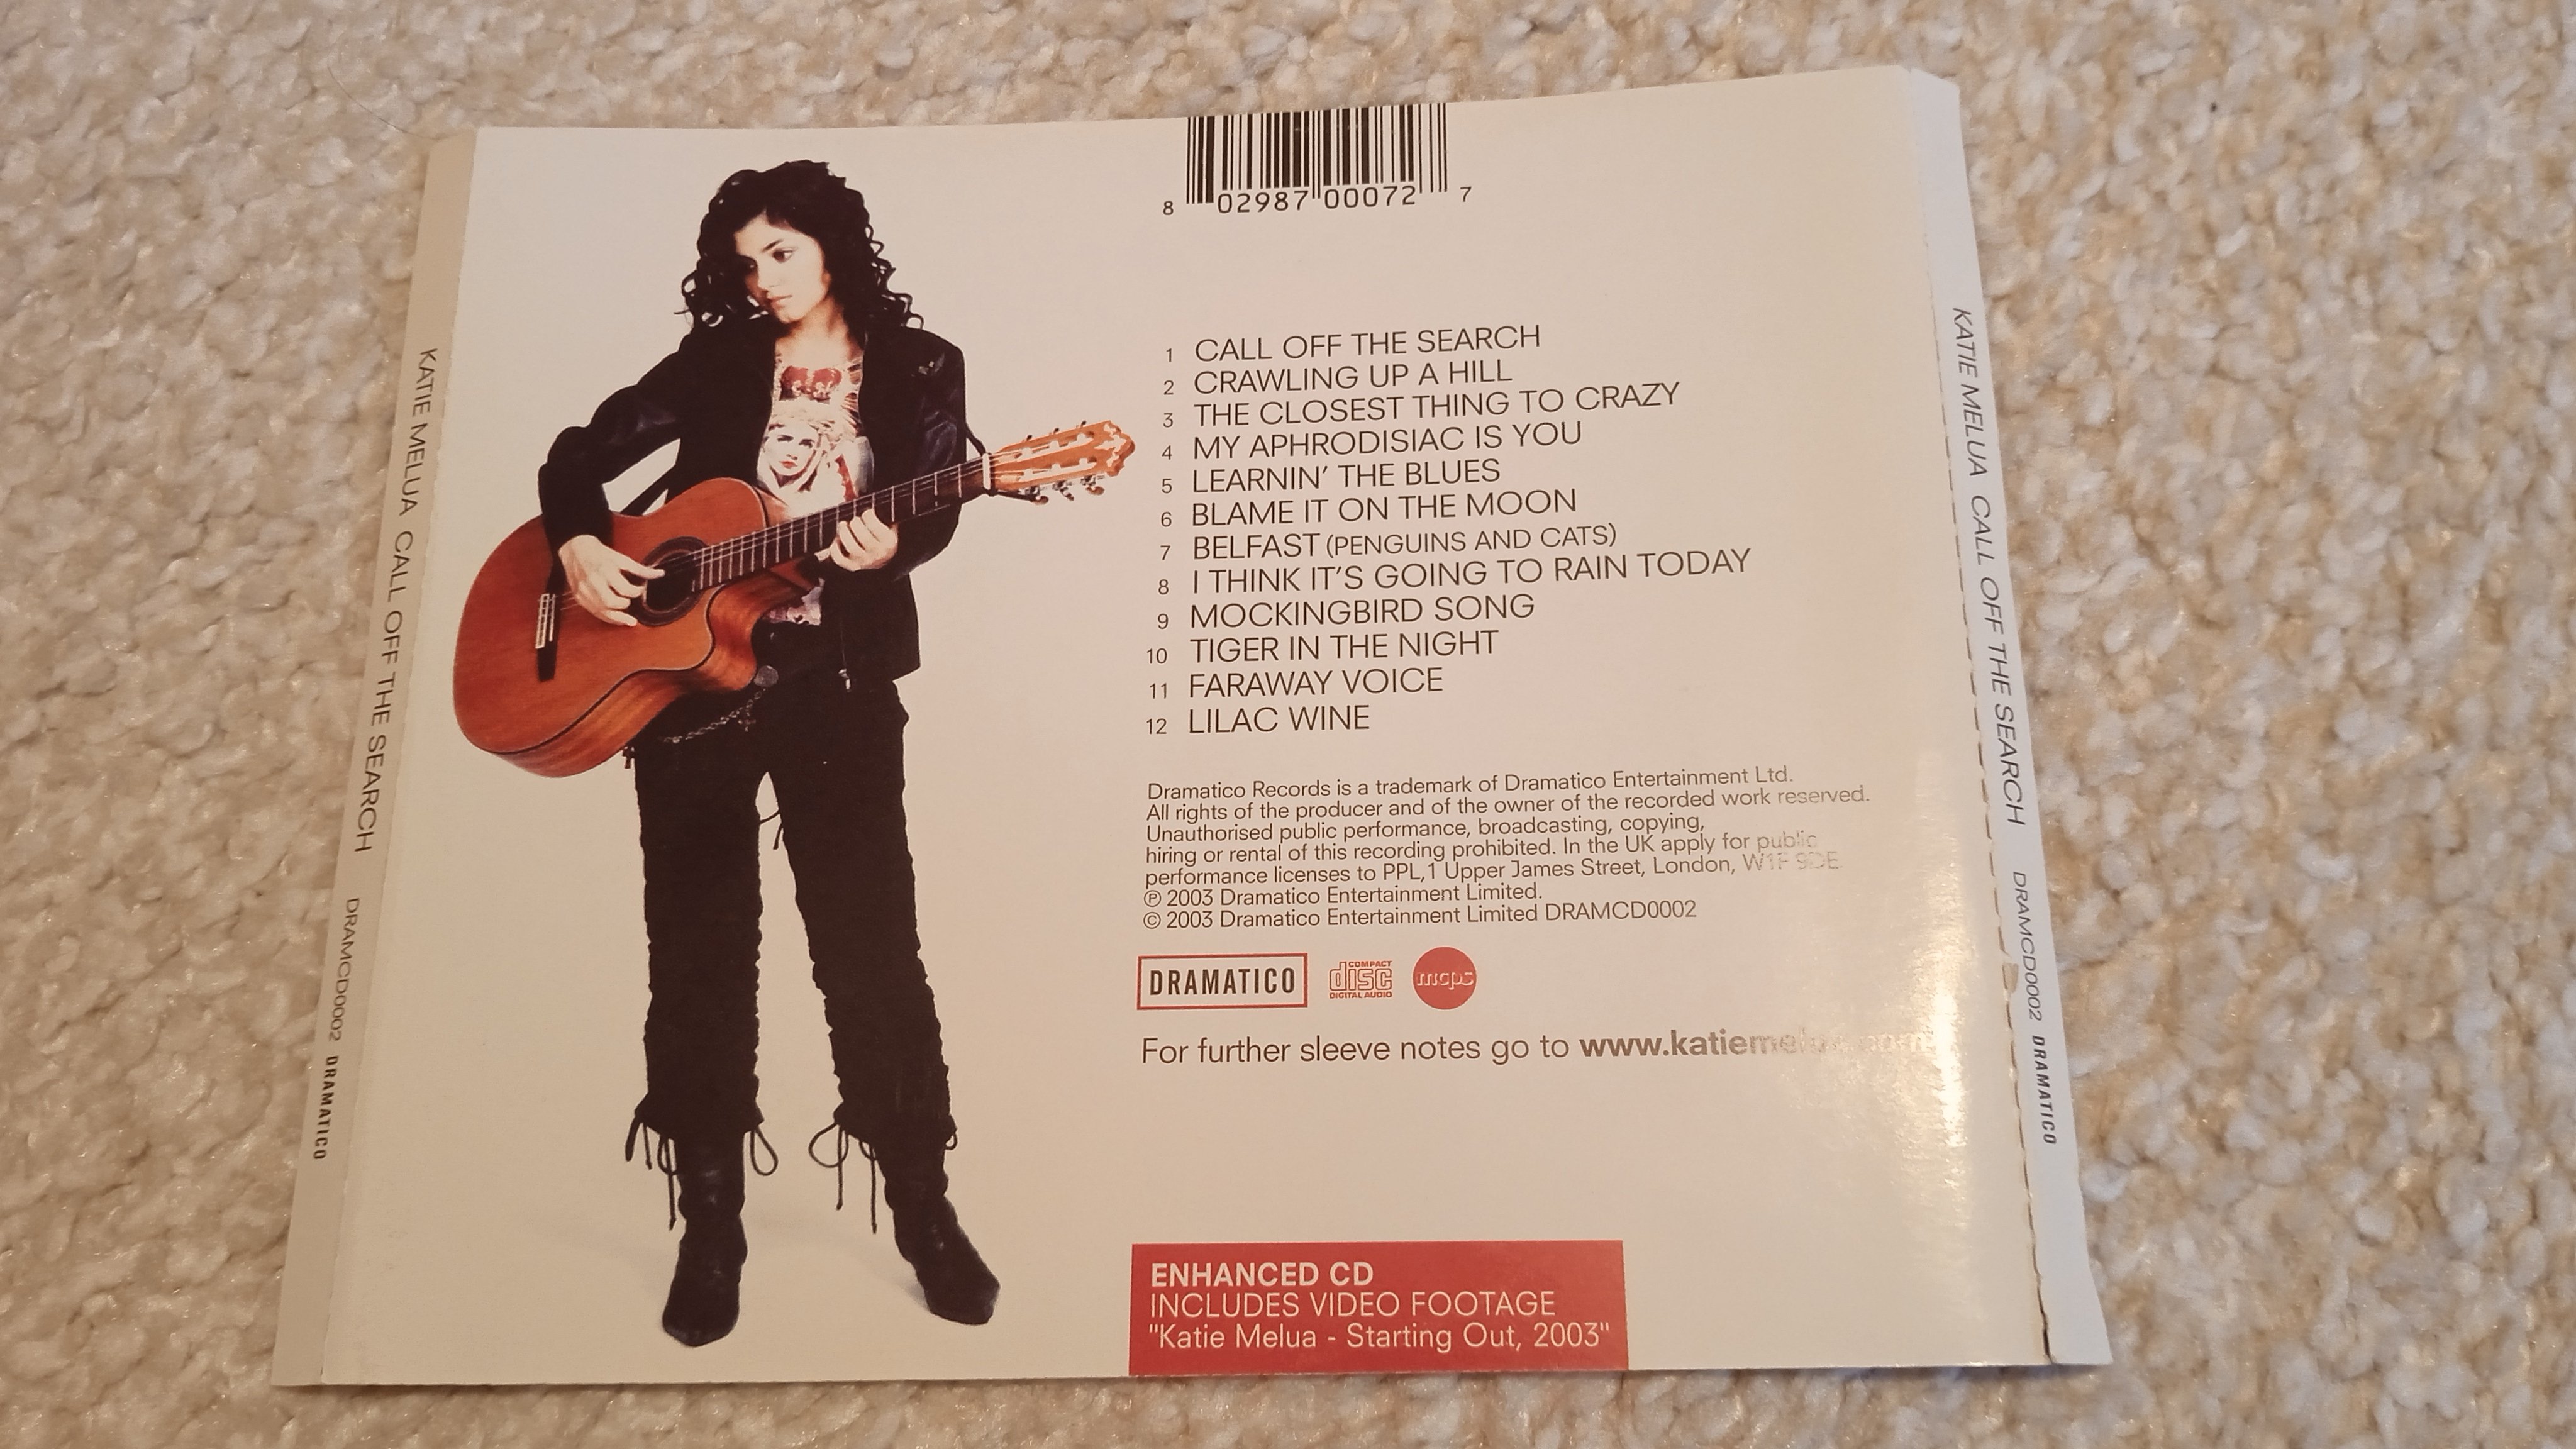 8 02987 00072 7
1 CALL OFF THE SEARCH
2 CRAWLING UP A HILL
3 THE CLOSEST THING TO CRAZY
4 MY APHRODISIAC IS YOU
5 LEARNIN' THE BLUES
6 BLAME IT ON THE MOON
7 BELFAST (PENGUINS AND CATS)
8 I THINK IT'S GOING TO RAIN TODAY
9 MOCKINGBIRD SONG
10 TIGER IN THE NIGHT
11 FARAWAY VOICE
12 LILAC WINE
Dramatico Records is a trademark of Dramatico Entertainment Ltd.
All rights of the producer and of the owner of the recorded work reserved.
Unauthorised public performance, broadcasting, copying,
hiring or rental of this recording prohibited. In the UK apply for public
performance licenses to PPL,1 Upper James Street, London, W1F 9DE.
℗ 2003 Dramatico Entertainment Limited.
© 2003 Dramatico Entertainment Limited DRAMCD0002
DRAMATICO
COMPACT
disc
DIGITAL AUDIO
mcps
For further sleeve notes go to www.katiemelua.com
ENHANCED CD
INCLUDES VIDEO FOOTAGE
"Katie Melua - Starting Out, 2003"
KATIE MELUA CALL OFF THE SEARCH DRAMCD0002 DRAMATICO
KATIE MELUA CALL OFF THE SEARCH DRAMCD0002 DRAMATICO